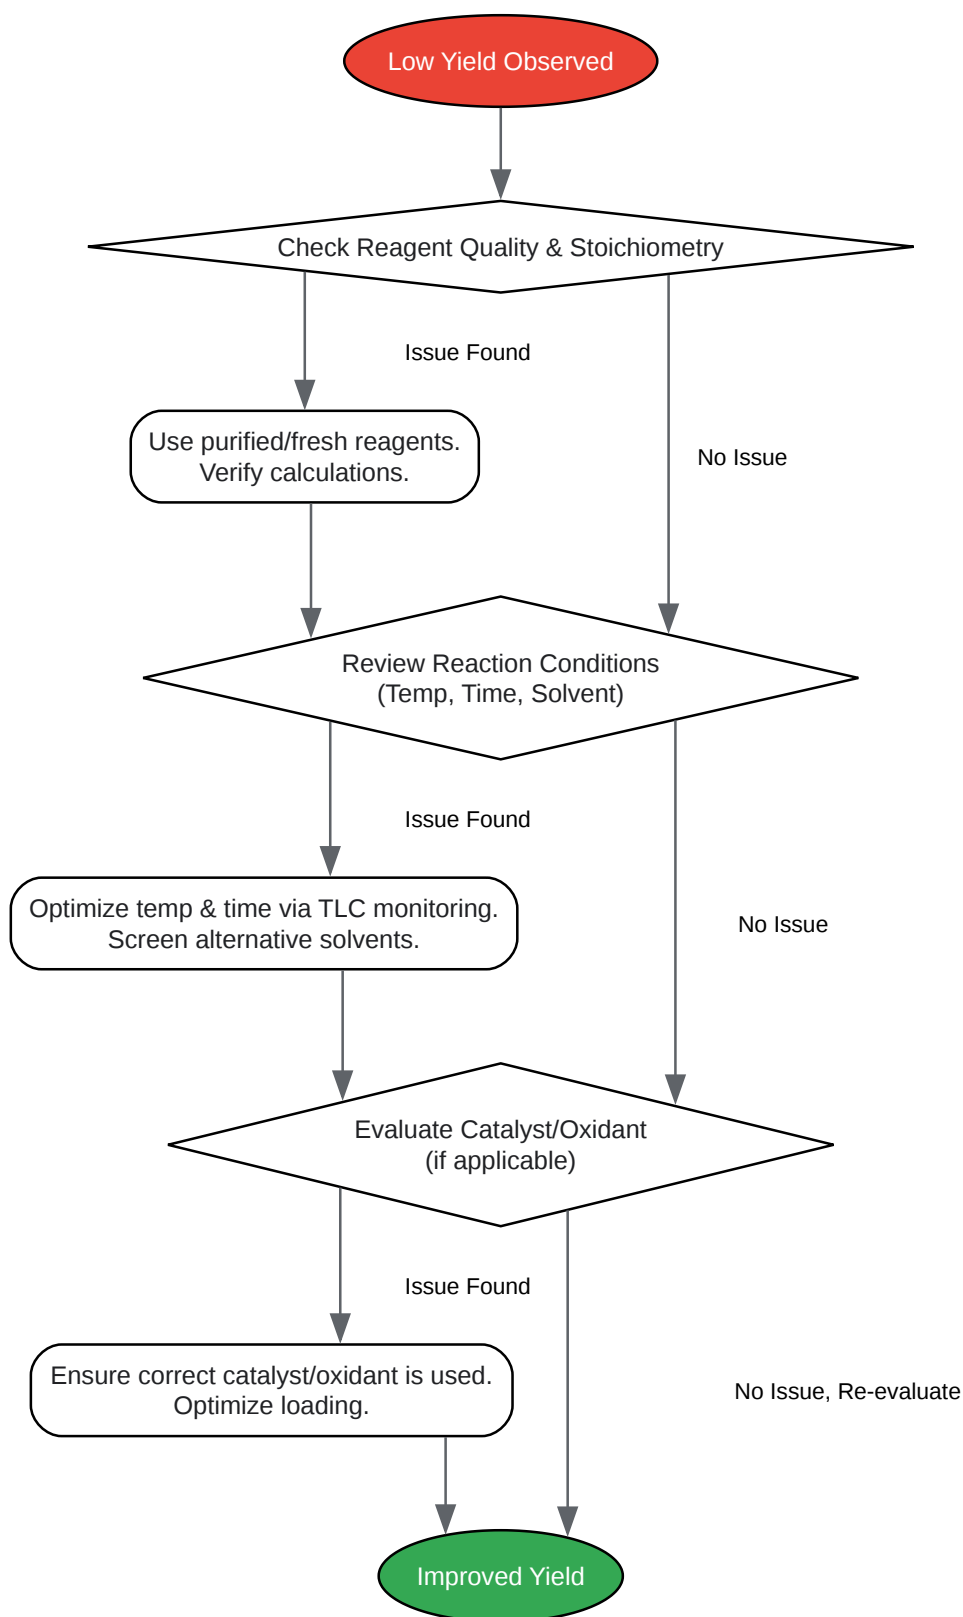 Low Yield Observed
Check Reagent Quality & Stoichiometry
Issue Found
Use purified/fresh reagents.
Verify calculations.
No Issue
Review Reaction Conditions
(Temp, Time, Solvent)
Issue Found
Optimize temp & time via TLC monitoring.
Screen alternative solvents.
No Issue
Evaluate Catalyst/Oxidant
(if applicable)
Issue Found
Ensure correct catalyst/oxidant is used.
Optimize loading.
No Issue, Re-evaluate
Improved Yield